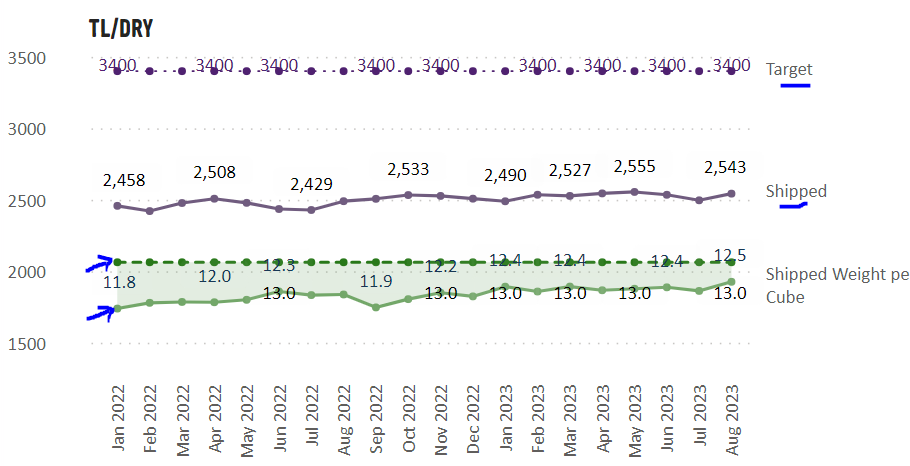 TL/DRY
3500
3400 3400 3400 3400 3400 3400 3400 3400 3400
Target
3000
2,458 2,508 2,429 2,533 2,490 2,527 2,555 2,543
Shipped
2500
2000
11.8 12.0 12.3 11.9 12.2 12.4 12.4 12.4 12.5
Shipped Weight pe
Cube
13.0 13.0 13.0 13.0 13.0 13.0
1500
Jan 2022
Feb 2022
Mar 2022
Apr 2022
May 2022
Jun 2022
Jul 2022
Aug 2022
Sep 2022
Oct 2022
Nov 2022
Dec 2022
Jan 2023
Feb 2023
Mar 2023
Apr 2023
May 2023
Jun 2023
Jul 2023
Aug 2023